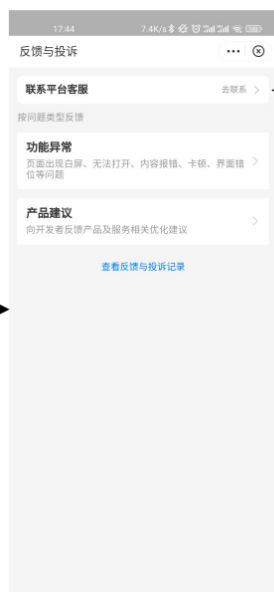 17:44 7.4K/s
反馈与投诉
联系平台客服 去联系
按问题类型反馈
功能异常
页面出现白屏、无法打开、内容报错、卡顿、界面错
位等问题
产品建议
向开发者反馈产品及服务相关优化建议
查看反馈与投诉记录